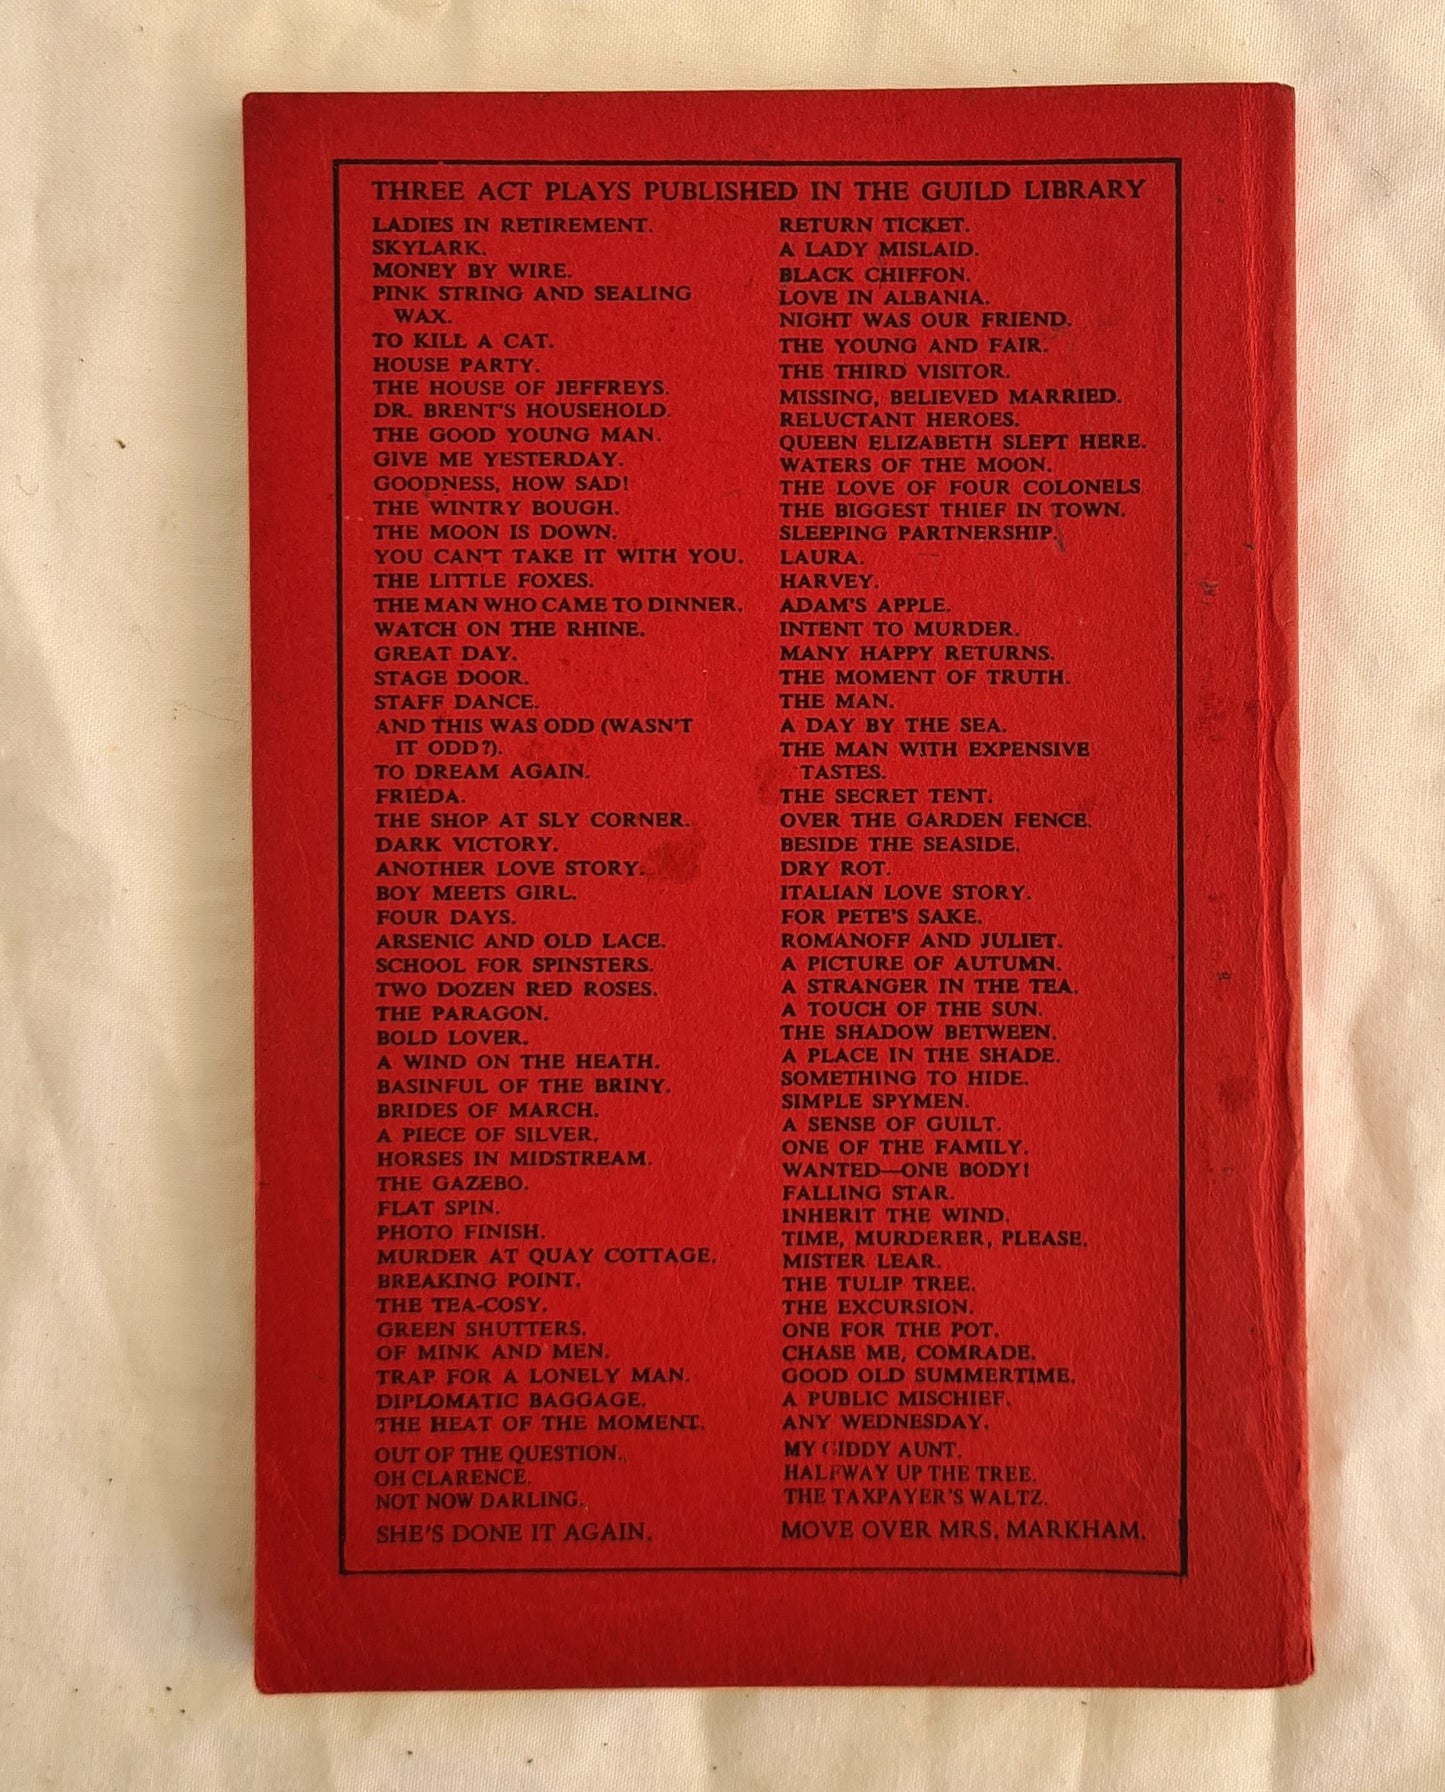 THREE ACT PLAYS PUBLISHED IN THE GUILD LIBRARY
LADIES IN RETIREMENT.
SKYLARK.
MONEY BY WIRE.
PINK STRING AND SEALING
WAX.
TO KILL A CAT.
HOUSE PARTY.
THE HOUSE OF JEFFREYS.
DR. BRENT'S HOUSEHOLD.
THE GOOD YOUNG MAN.
GIVE ME YESTERDAY.
GOODNESS, HOW SAD!
THE WINTRY BOUGH.
THE MOON IS DOWN.
YOU CAN'T TAKE IT WITH YOU.
THE LITTLE FOXES.
THE MAN WHO CAME TO DINNER.
WATCH ON THE RHINE.
GREAT DAY.
STAGE DOOR.
STAFF DANCE.
AND THIS WAS ODD (WASN'T
IT ODD?).
TO DREAM AGAIN.
FRIEDA.
THE SHOP AT SLY CORNER.
DARK VICTORY.
ANOTHER LOVE STORY.
BOY MEETS GIRL.
FOUR DAYS.
ARSENIC AND OLD LACE.
SCHOOL FOR SPINSTERS.
TWO DOZEN RED ROSES.
THE PARAGON.
BOLD LOVER.
A WIND ON THE HEATH.
BASINFUL OF THE BRINY.
BRIDES OF MARCH.
A PIECE OF SILVER.
HORSES IN MIDSTREAM.
THE GAZEBO.
FLAT SPIN.
PHOTO FINISH.
MURDER AT QUAY COTTAGE.
BREAKING POINT.
THE TEA-COSY.
GREEN SHUTTERS.
OF MINK AND MEN.
TRAP FOR A LONELY MAN.
DIPLOMATIC BAGGAGE.
THE HEAT OF THE MOMENT.
OUT OF THE QUESTION.
OH CLARENCE.
NOT NOW DARLING.
SHE'S DONE IT AGAIN.
RETURN TICKET.
A LADY MISLAID.
BLACK CHIFFON.
LOVE IN ALBANIA.
NIGHT WAS OUR FRIEND.
THE YOUNG AND FAIR.
THE THIRD VISITOR.
MISSING, BELIEVED MARRIED.
RELUCTANT HEROES.
QUEEN ELIZABETH SLEPT HERE.
WATERS OF THE MOON.
THE LOVE OF FOUR COLONELS
THE BIGGEST THIEF IN TOWN.
SLEEPING PARTNERSHIP.
LAURA.
HARVEY.
ADAM'S APPLE.
INTENT TO MURDER.
MANY HAPPY RETURNS.
THE MOMENT OF TRUTH.
THE MAN.
A DAY BY THE SEA.
THE MAN WITH EXPENSIVE
TASTES.
THE SECRET TENT.
OVER THE GARDEN FENCE.
BESIDE THE SEASIDE.
DRY ROT.
ITALIAN LOVE STORY.
FOR PETE'S SAKE.
ROMANOFF AND JULIET.
A PICTURE OF AUTUMN.
A STRANGER IN THE TEA.
A TOUCH OF THE SUN.
THE SHADOW BETWEEN.
A PLACE IN THE SHADE.
SOMETHING TO HIDE.
SIMPLE SPYMEN.
A SENSE OF GUILT.
ONE OF THE FAMILY.
WANTED—ONE BODY!
FALLING STAR.
INHERIT THE WIND.
TIME, MURDERER, PLEASE.
MISTER LEAR.
THE TULIP TREE.
THE EXCURSION.
ONE FOR THE POT.
CHASE ME, COMRADE.
GOOD OLD SUMMERTIME.
A PUBLIC MISCHIEF.
ANY WEDNESDAY.
MY GIDDY AUNT.
HALFWAY UP THE TREE.
THE TAXPAYER'S WALTZ.
MOVE OVER MRS. MARKHAM.